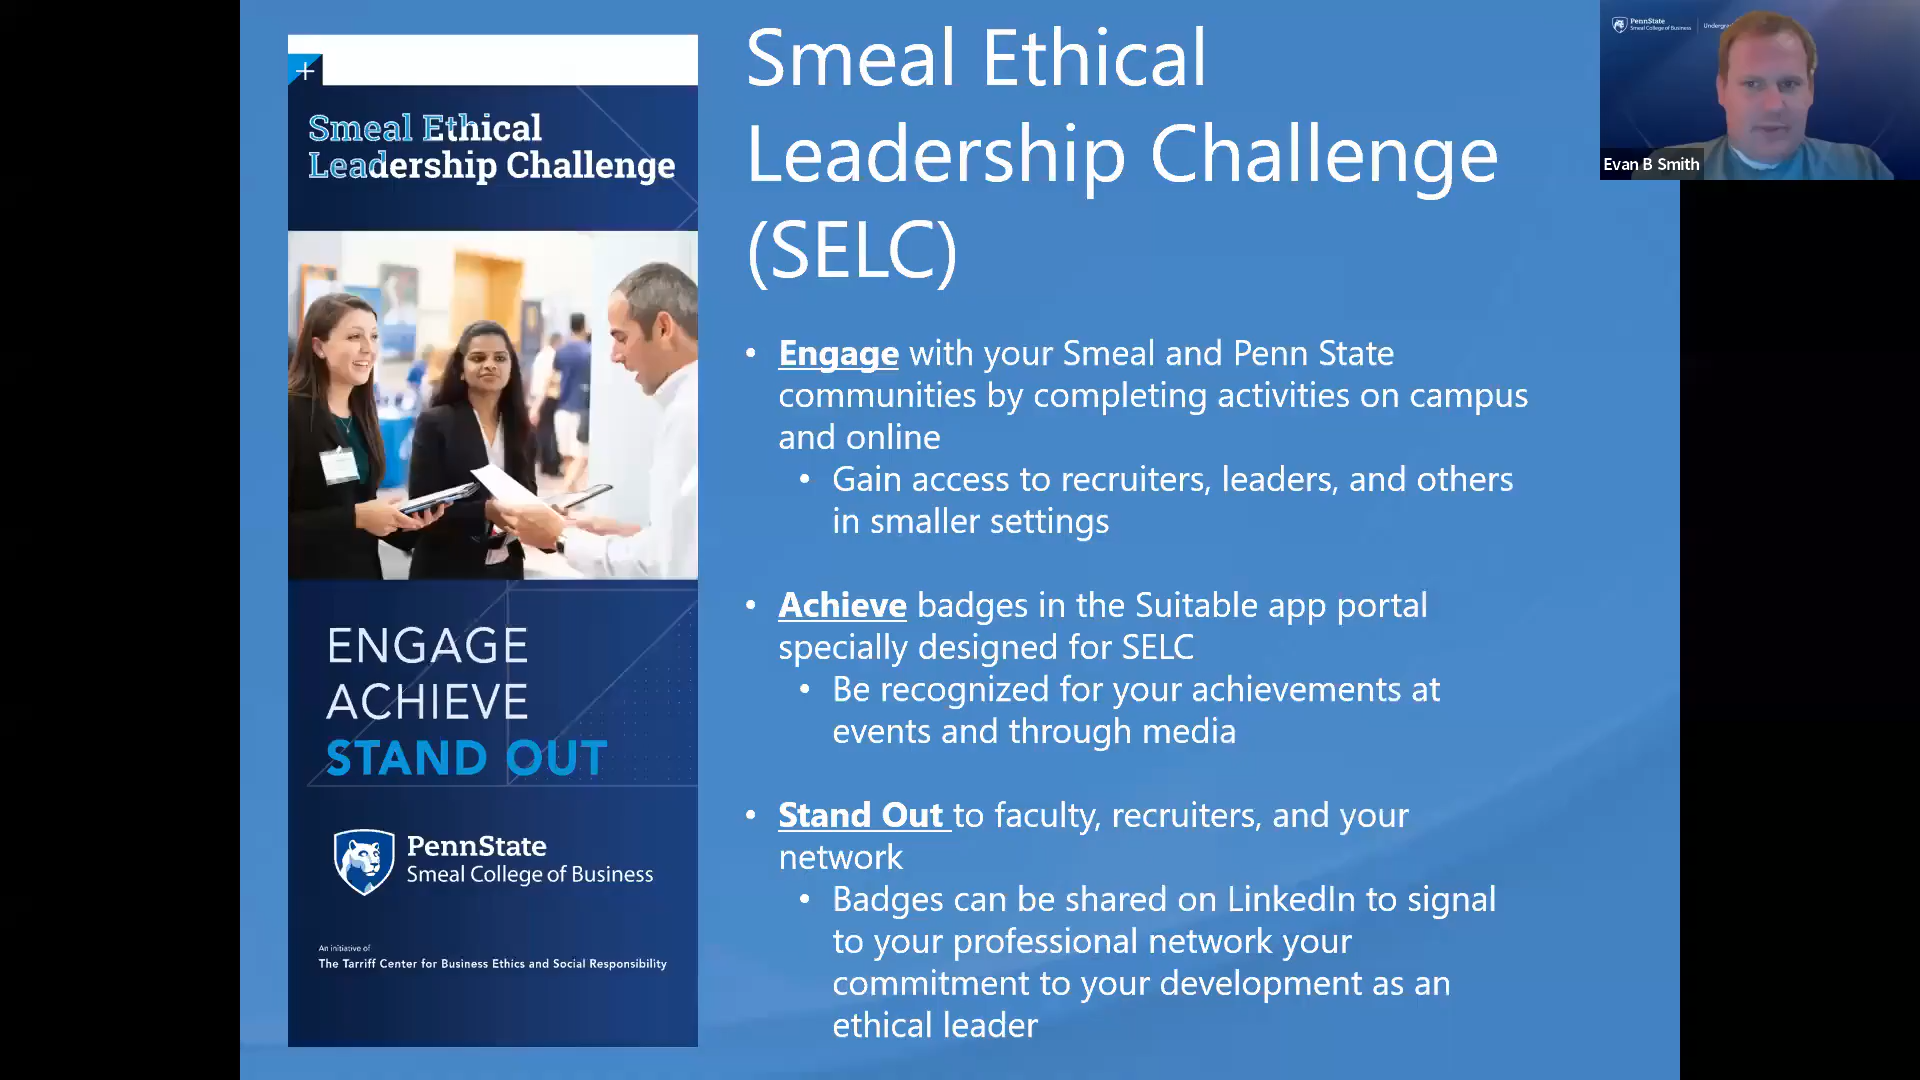 Smeal Ethical
Leadership Challenge
ENGAGE
ACHIEVE
STAND OUT
PennState
Smeal College of Business
An initiative of
The Tarriff Center for Business Ethics and Social Responsibility
Smeal Ethical
Leadership Challenge
(SELC)
• Engage with your Smeal and Penn State
communities by completing activities on campus
and online
• Gain access to recruiters, leaders, and others
in smaller settings
• Achieve badges in the Suitable app portal
specially designed for SELC
• Be recognized for your achievements at
events and through media
• Stand Out to faculty, recruiters, and your
network
• Badges can be shared on LinkedIn to signal
to your professional network your
commitment to your development as an
ethical leader
PennState
Smeal College of Business
Evan B Smith